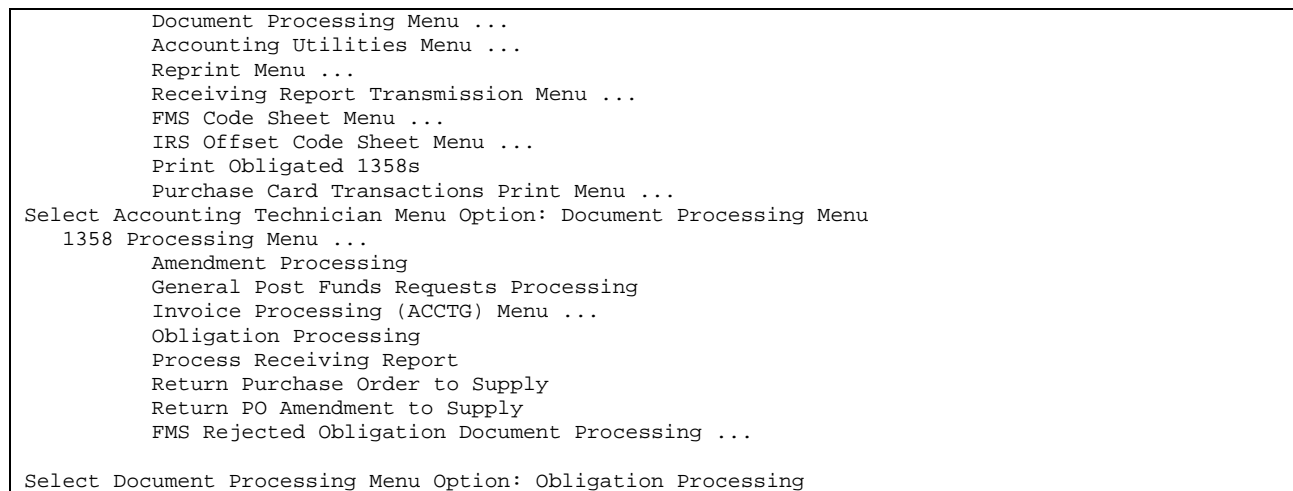 Document Processing Menu ...
Accounting Utilities Menu ...
Reprint Menu ...
Receiving Report Transmission Menu ...
FMS Code Sheet Menu ...
IRS Offset Code Sheet Menu ...
Print Obligated 1358s
Purchase Card Transactions Print Menu ...
Select Accounting Technician Menu Option: Document Processing Menu
1358 Processing Menu ...
Amendment Processing
General Post Funds Requests Processing
Invoice Processing (ACCTG) Menu ...
Obligation Processing
Process Receiving Report
Return Purchase Order to Supply
Return PO Amendment to Supply
FMS Rejected Obligation Document Processing ...
Select Document Processing Menu Option: Obligation Processing